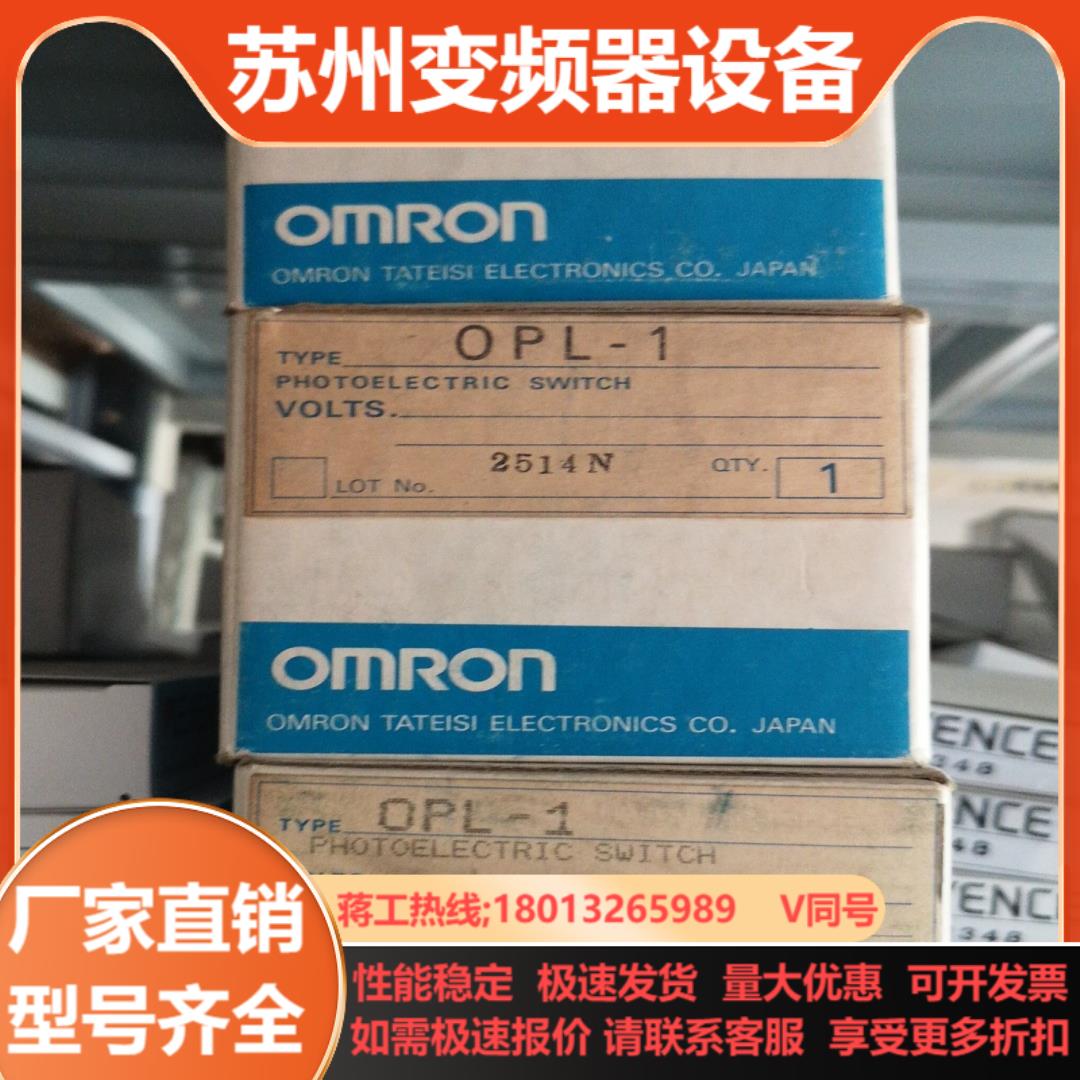 苏州变频器设备
OMRON
OMRON TATEISI ELECTRONICS CO. JAPAN
TYPE OPL-1
PHOTOELECTRIC SWITCH
VOLTS.
2514N QTY. 1
LOT No.
OMRON
OMRON TATEISI ELECTRONICS CO. JAPAN
ENCE
348
TYPE OPL-1
PHOTOELECTRIC SWITCH
NCE
48
ENC
348
厂家直销
型号齐全
蒋工热线;18013265989 V同号
性能稳定 极速发货 量大优惠 可开发票
如需极速报价 请联系客服 享受更多折扣